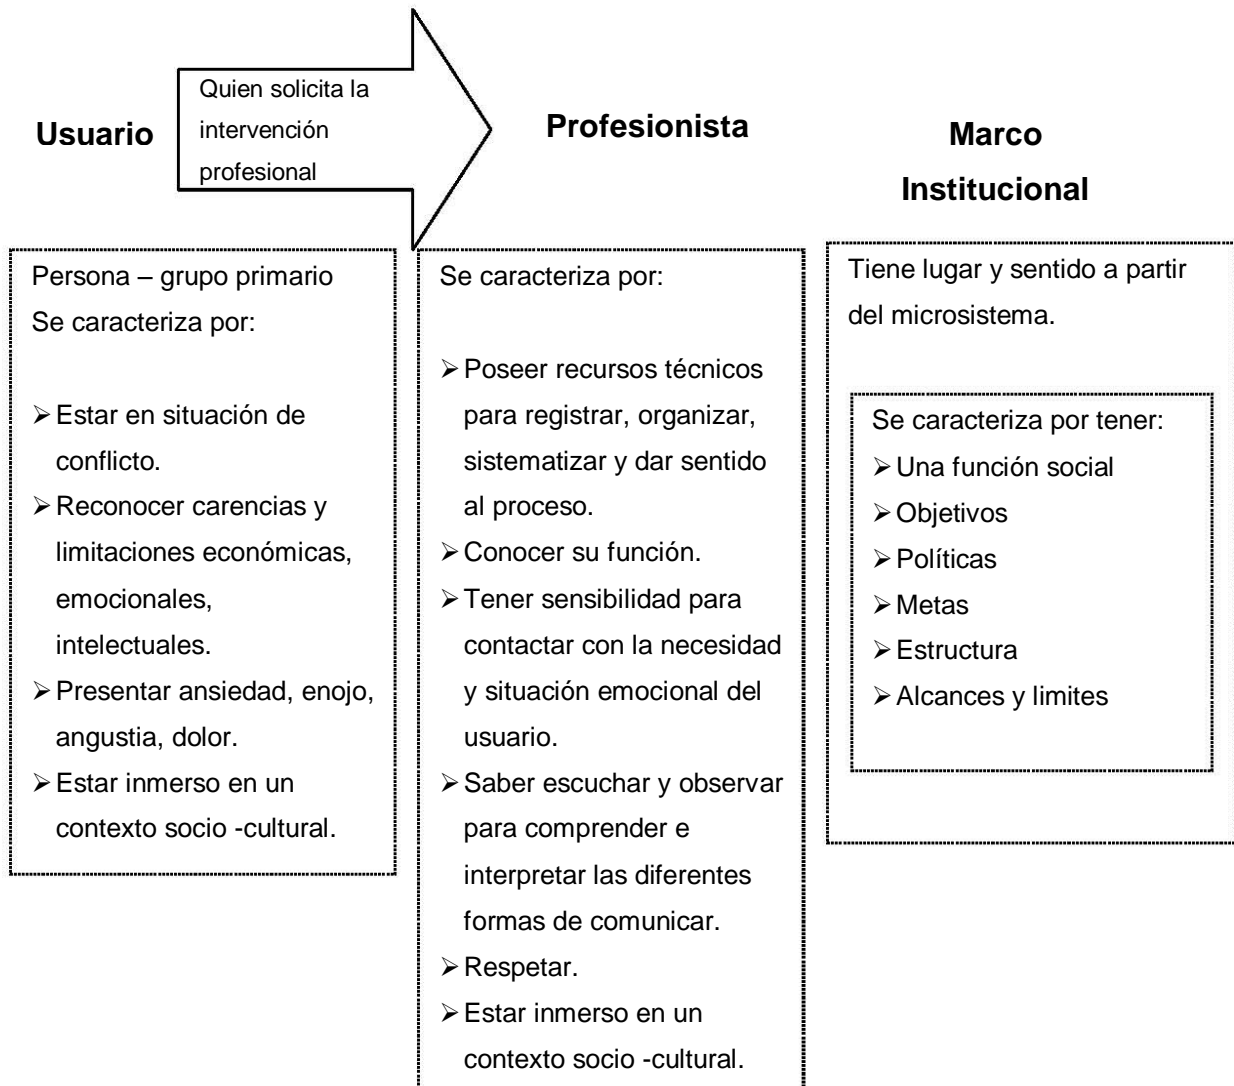 Usuario
Quien solicita la
intervención
profesional
Profesionista
Marco
Institucional
Persona – grupo primario
Se caracteriza por:
➢ Estar en situación de
conflicto.
➢ Reconocer carencias y
limitaciones económicas,
emocionales,
intelectuales.
➢ Presentar ansiedad, enojo,
angustia, dolor.
➢ Estar inmerso en un
contexto socio -cultural.
Se caracteriza por:
➢ Poseer recursos técnicos
para registrar, organizar,
sistematizar y dar sentido
al proceso.
➢ Conocer su función.
➢ Tener sensibilidad para
contactar con la necesidad
y situación emocional del
usuario.
➢ Saber escuchar y observar
para comprender e
interpretar las diferentes
formas de comunicar.
➢ Respetar.
➢ Estar inmerso en un
contexto socio -cultural.
Tiene lugar y sentido a partir
del microsistema.
Se caracteriza por tener:
➢ Una función social
➢ Objetivos
➢ Políticas
➢ Metas
➢ Estructura
➢ Alcances y limites